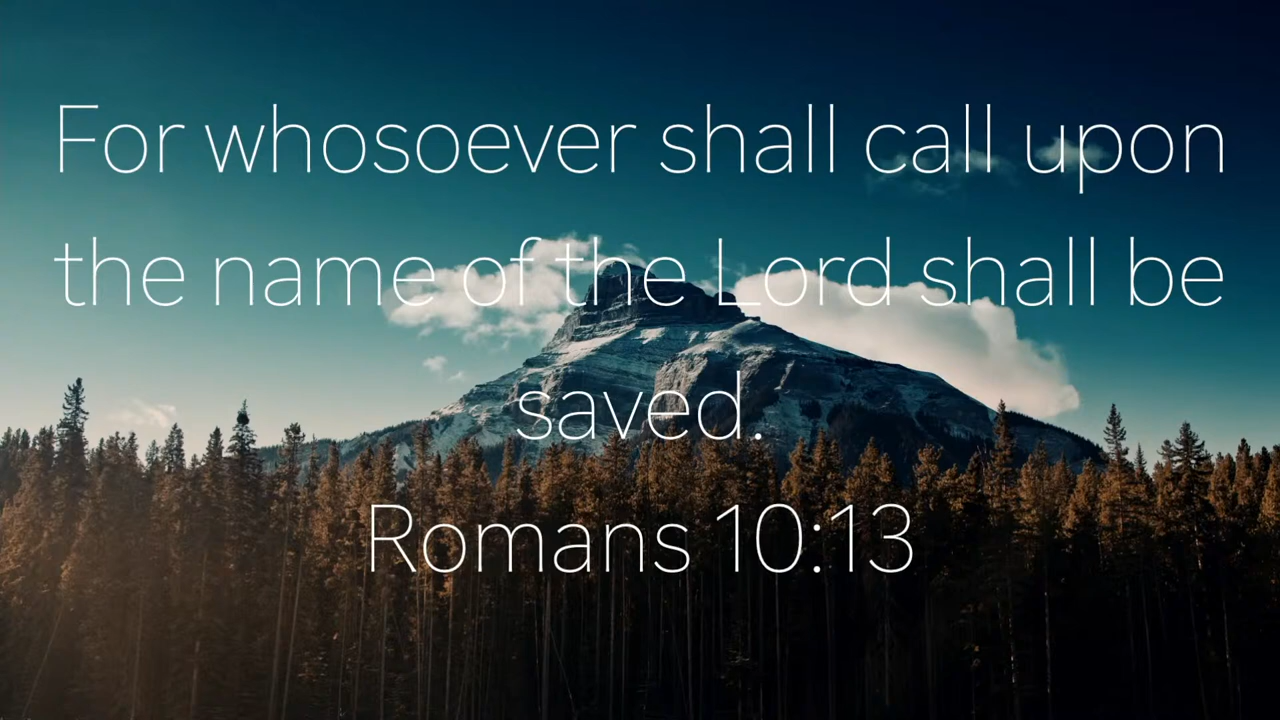 For whosoever shall call upon
the name of the Lord shall be
saved.
Romans 10:13